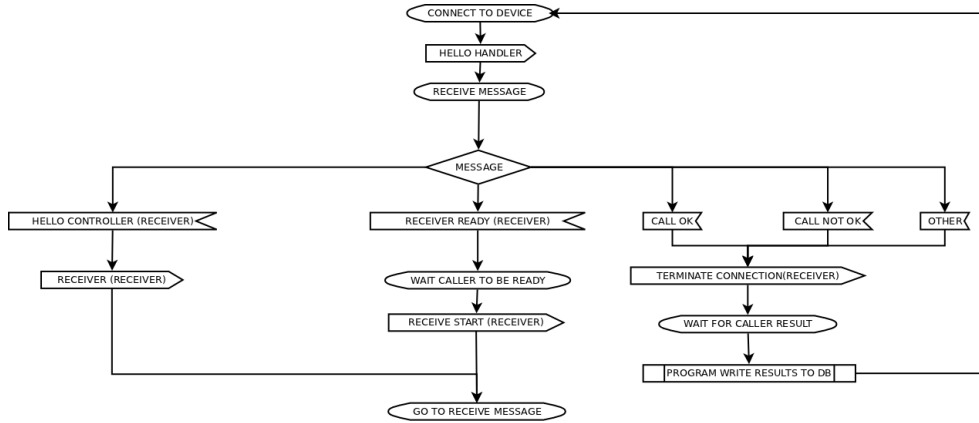 CONNECT TO DEVICE
HELLO HANDLER
RECEIVE MESSAGE
MESSAGE
HELLO CONTROLLER (RECEIVER)
RECEIVER READY (RECEIVER)
CALL OK
CALL NOT OK
OTHER
RECEIVER (RECEIVER)
WAIT CALLER TO BE READY
TERMINATE CONNECTION(RECEIVER)
RECEIVE START (RECEIVER)
WAIT FOR CALLER RESULT
PROGRAM WRITE RESULTS TO DB
GO TO RECEIVE MESSAGE